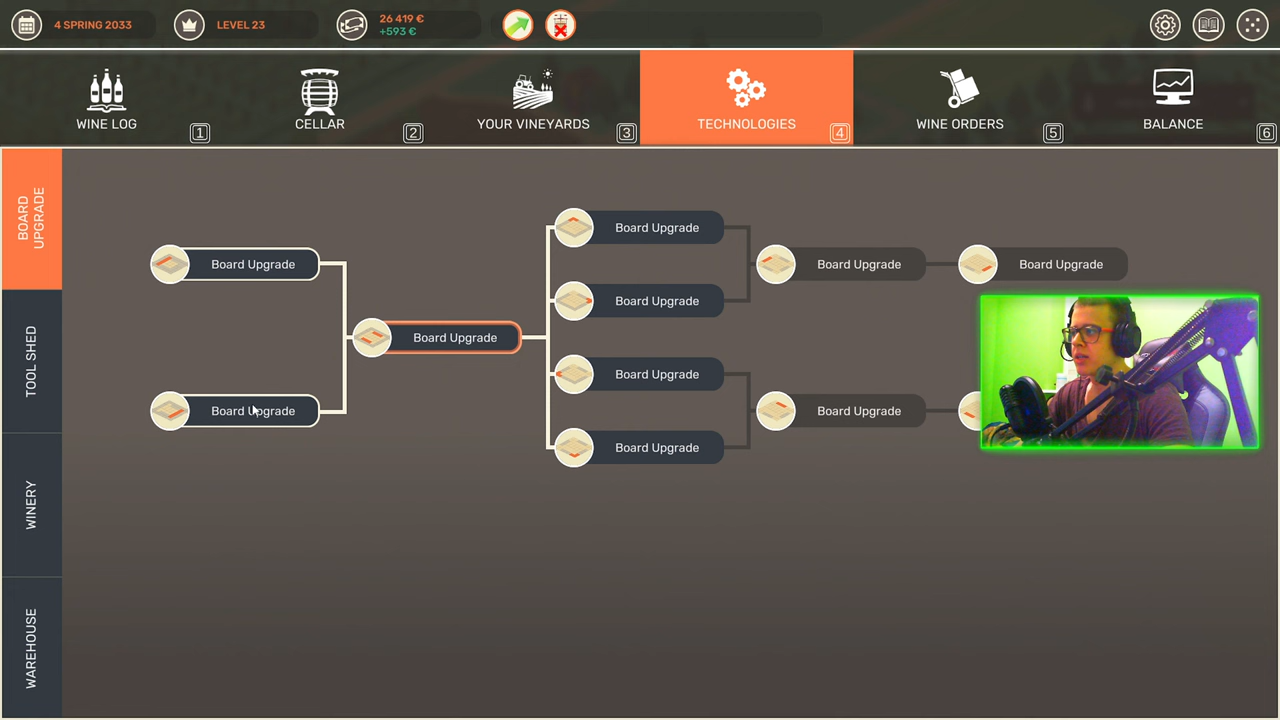 4 SPRING 2033
LEVEL 23
26 419 €
+593 €
WINE LOG
1
CELLAR
2
YOUR VINEYARDS
3
TECHNOLOGIES
4
WINE ORDERS
5
BALANCE
6
BOARD
UPGRADE
TOOL SHED
WINERY
WAREHOUSE
Board Upgrade
Board Upgrade
Board Upgrade
Board Upgrade
Board Upgrade
Board Upgrade
Board Upgrade
Board Upgrade
Board Upgrade
Board Upgrade